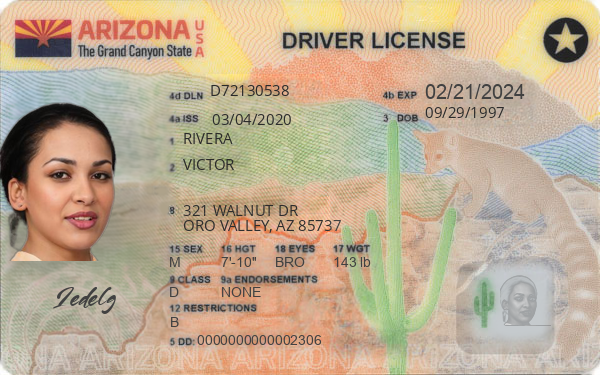 ARIZONA USA
The Grand Canyon State
DRIVER LICENSE
4d DLN D72130538
4b EXP 02/21/2024
4a ISS 03/04/2020
3 DOB 09/29/1997
1 RIVERA
2 VICTOR
8 321 WALNUT DR
ORO VALLEY, AZ 85737
15 SEX 16 HGT 18 EYES 17 WGT
M 7'-10" BRO 143 lb
9 CLASS 9a ENDORSEMENTS
D NONE
12 RESTRICTIONS
B
5 DD: 0000000000002306
ARIZONA ARIZONA ARIZONA ARIZONA